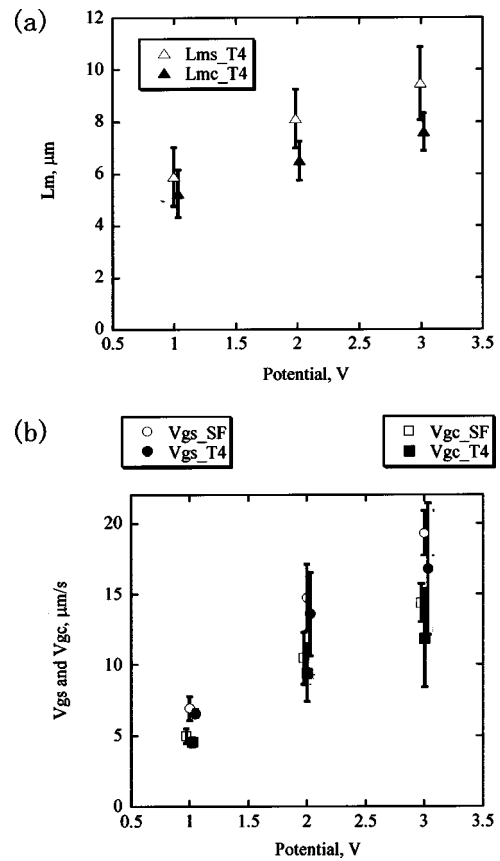 (a)
Lms_T4
Lmc_T4
12
10
8
6
4
2
0
Lm, μm
0.5 1 1.5 2 2.5 3 3.5
Potential, V
(b)
Vgs_SF
Vgs_T4
Vgc_SF
Vgc_T4
20
15
10
5
0
Vgs and Vgc, μm/s
0.5 1 1.5 2 2.5 3 3.5
Potential, V